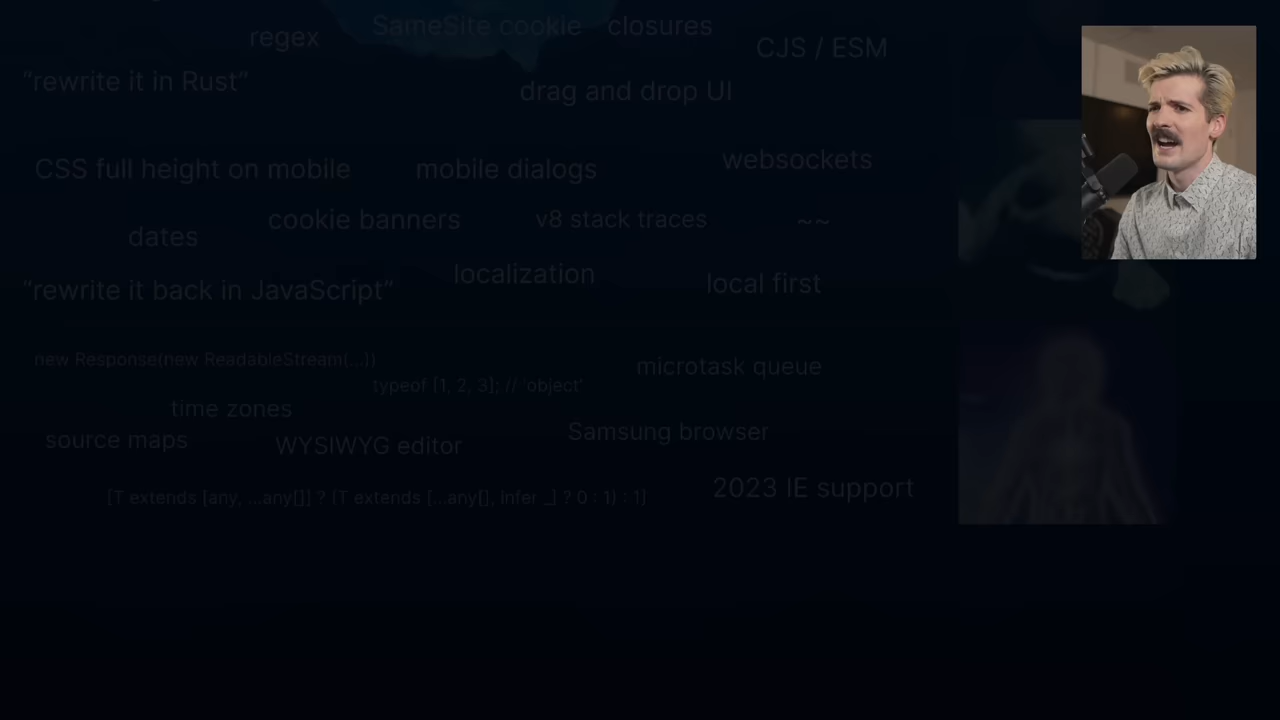 SameSite cookie
closures
regex
CJS / ESM
"rewrite it in Rust"
drag and drop UI
CSS full height on mobile
mobile dialogs
websockets
cookie banners
v8 stack traces
~~
dates
localization
local first
"rewrite it back in JavaScript"
new Response(new ReadableStream(...))
microtask queue
typeof [1, 2, 3]; // 'object'
time zones
source maps
WYSIWYG editor
Samsung browser
[T extends [any, ...any[]] ? (T extends [...any[], infer _] ? 0 : 1) : 1]
2023 IE support